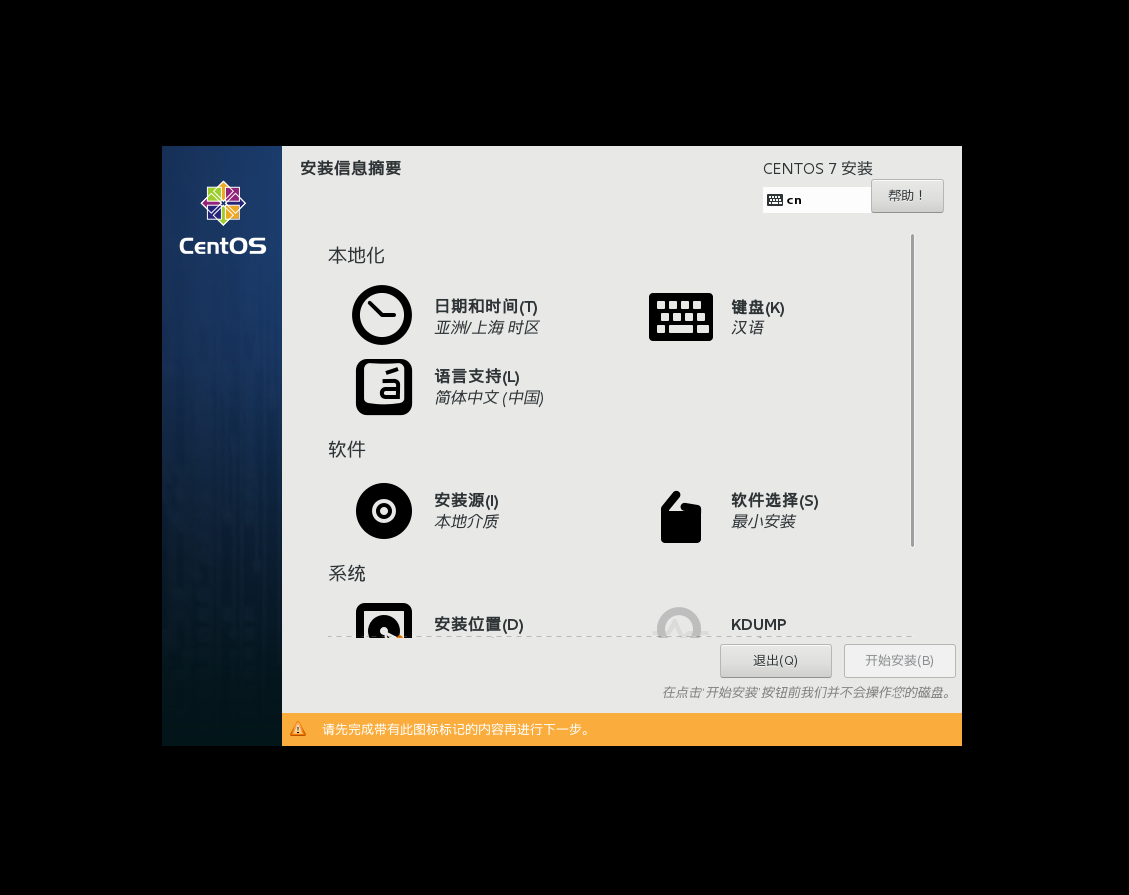 安装信息摘要
CENTOS 7 安装
cn
帮助！
CentOS
本地化
日期和时间(T)
亚洲/上海 时区
键盘(K)
汉语
语言支持(L)
简体中文 (中国)
软件
安装源(I)
本地介质
软件选择(S)
最小安装
系统
安装位置(D)
KDUMP
退出(Q)
开始安装(B)
在点击'开始安装'按钮前我们并不会操作您的磁盘。
请先完成带有此图标标记的内容再进行下一步。